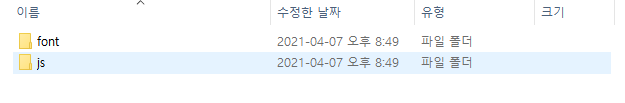 이름 수정한 날짜 유형 크기
font 2021-04-07 오후 8:49 파일 폴더
js 2021-04-07 오후 8:49 파일 폴더